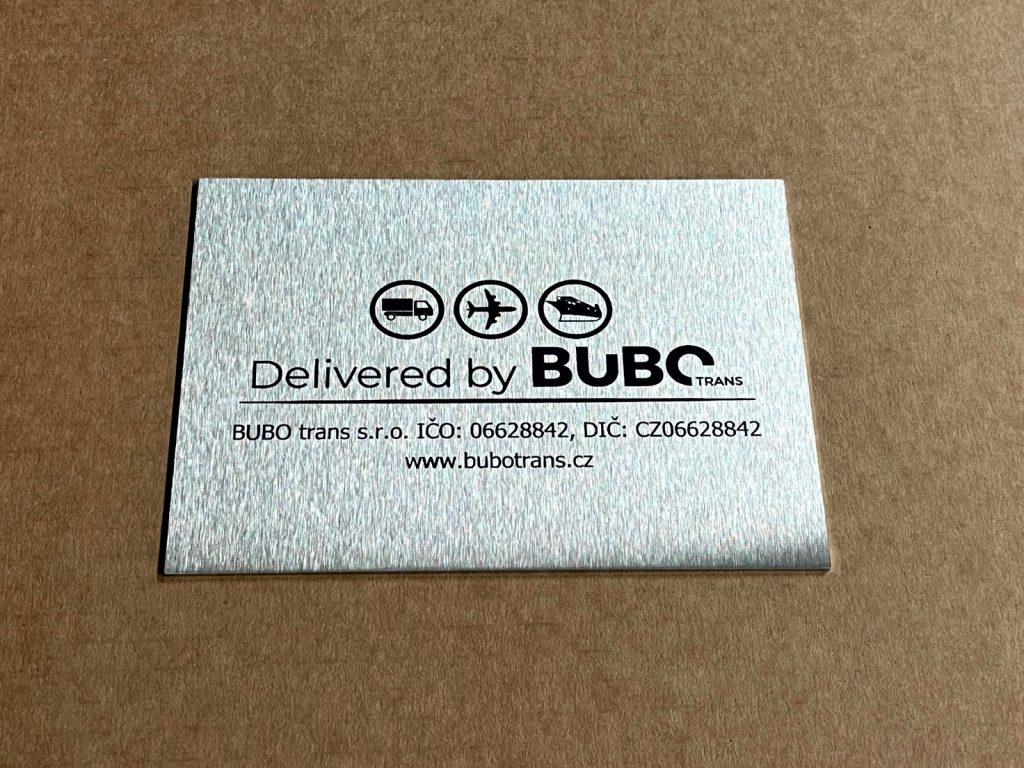 Delivered by BUBO TRANS
BUBO trans s.r.o. IČO: 06628842, DIČ: CZ06628842
www.bubotrans.cz